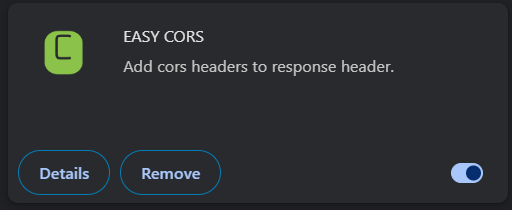 C
EASY CORS
Add cors headers to response header.
Details
Remove